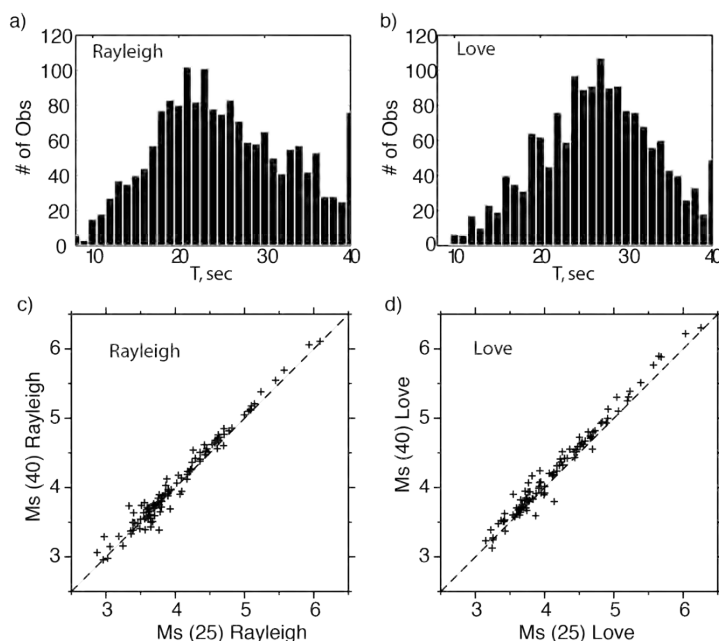 a)
Rayleigh
# of Obs
120
100
80
60
40
20
0
10
20
30
40
T, sec
b)
Love
# of Obs
120
100
80
60
40
20
0
10
20
30
40
T, sec
c)
Rayleigh
Ms (40) Rayleigh
6
5
4
3
3
4
5
6
Ms (25) Rayleigh
d)
Love
Ms (40) Love
6
5
4
3
3
4
5
6
Ms (25) Love